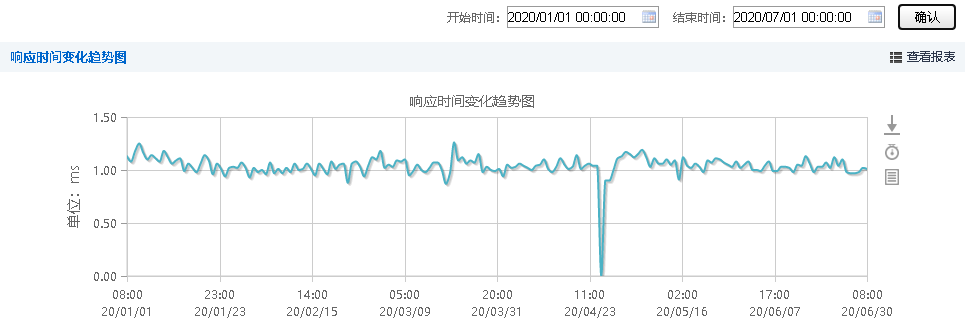 开始时间: 2020/01/01 00:00:00 结束时间: 2020/07/01 00:00:00 确认
响应时间变化趋势图 查看报表
响应时间变化趋势图
1.50
1.00
0.50
0.00
单位: ms
08:00 23:00 14:00 05:00 20:00 11:00 02:00 17:00 08:00
20/01/01 20/01/23 20/02/15 20/03/09 20/03/31 20/04/23 20/05/16 20/06/07 20/06/30